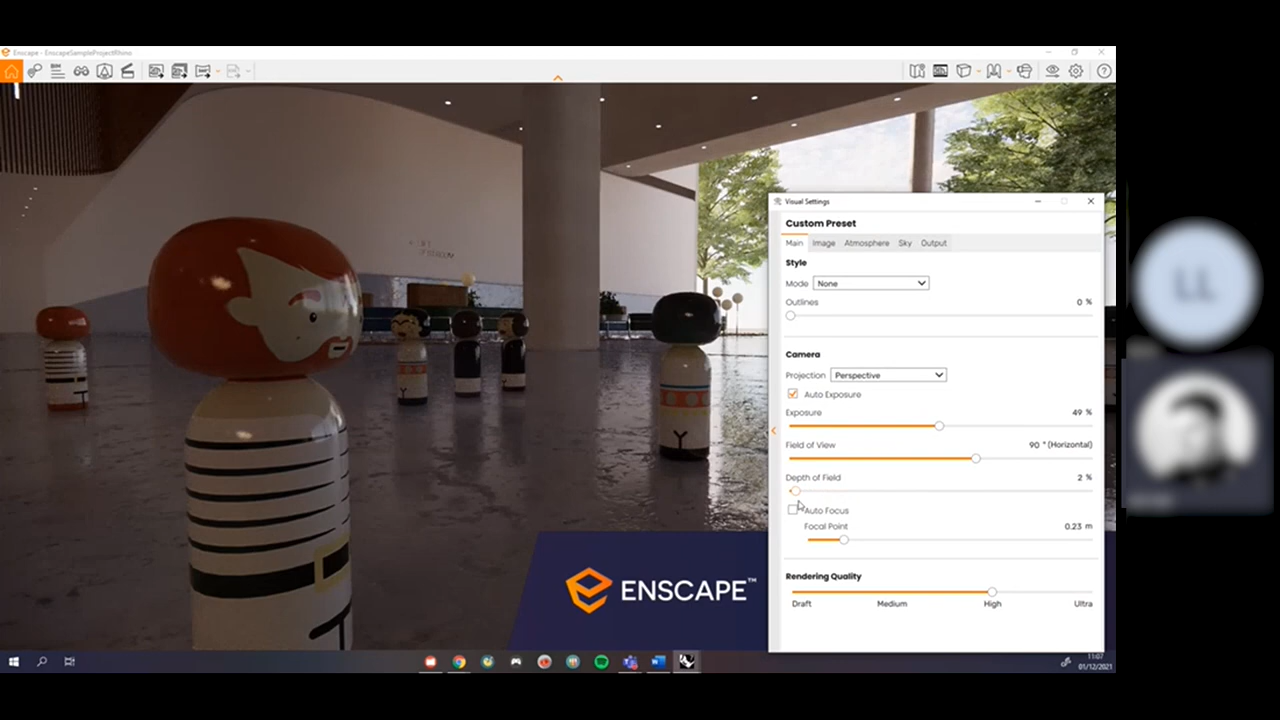 Enscape - EnscapeSampleProjectRhino
Visual Settings
Custom Preset
Main Image Atmosphere Sky Output
Style
Mode None
Outlines 0 %
Camera
Projection Perspective
Auto Exposure
Exposure 49 %
Field of View 90 ° (Horizontal)
Depth of Field 2 %
Auto Focus
Focal Point 0.23 m
Rendering Quality
Draft Medium High Ultra
ENSCAPE™
11:07
01/12/2021
LL